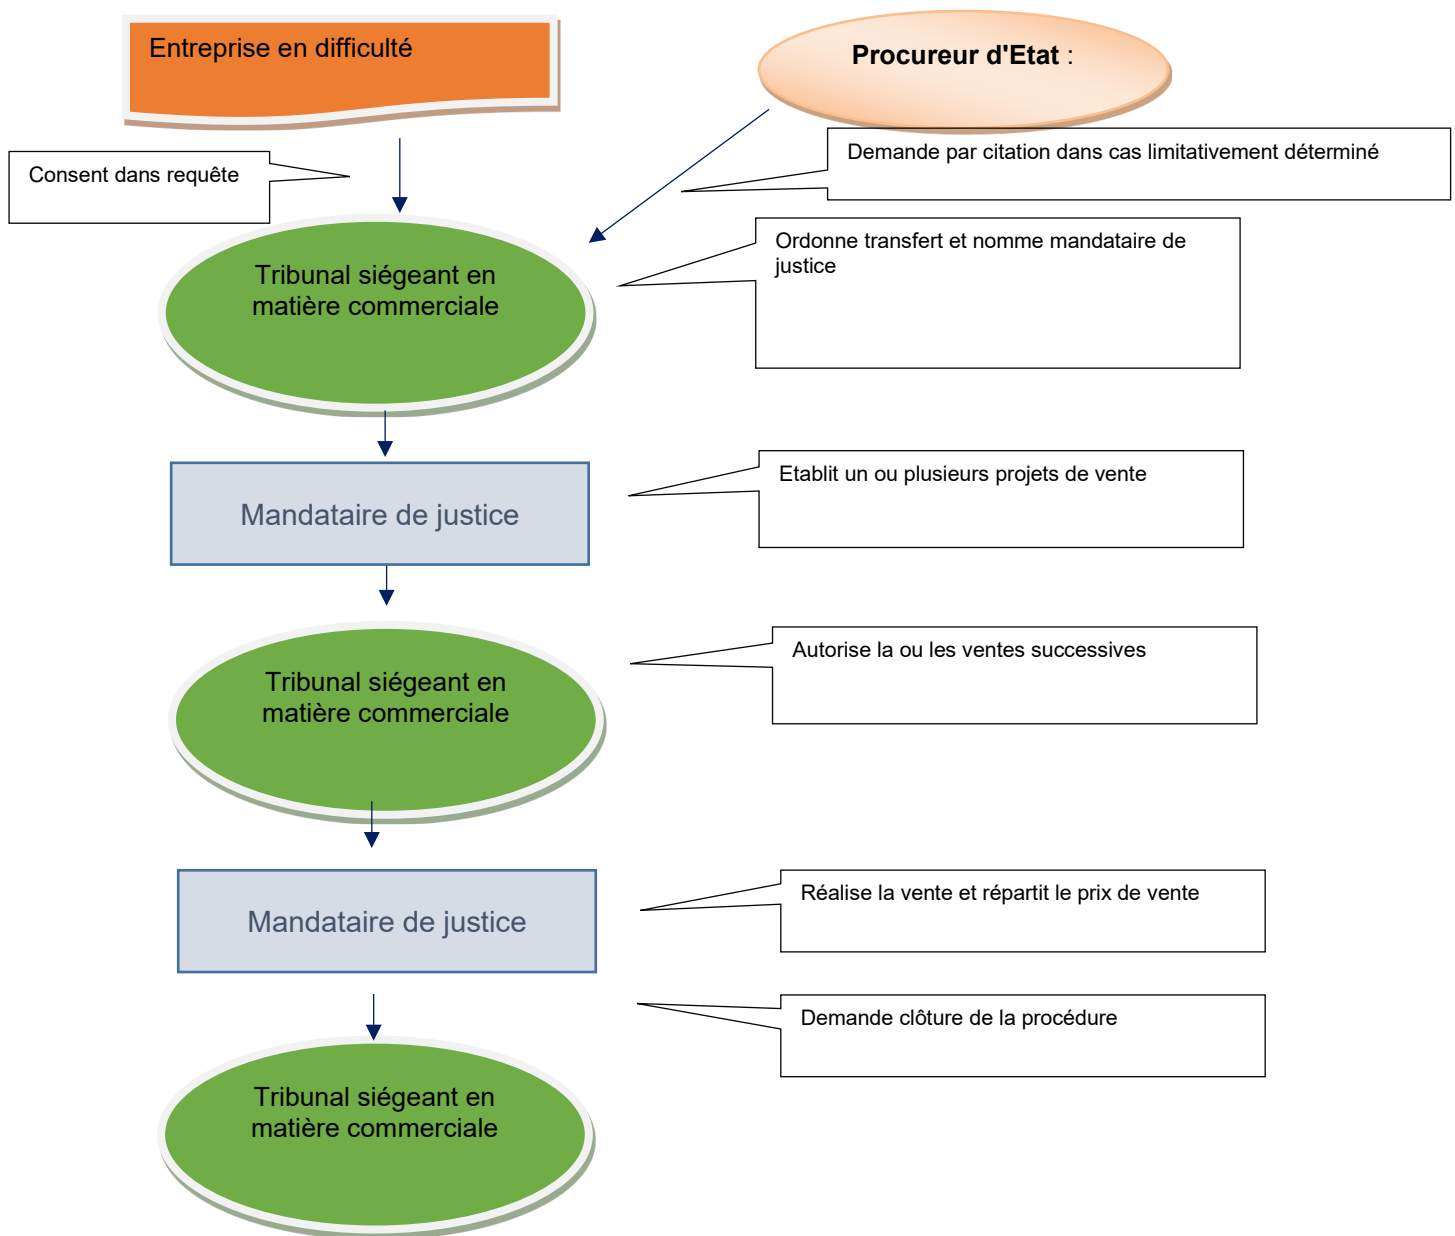 Entreprise en difficulté
Procureur d'Etat :
Demande par citation dans cas limitativement déterminé
Consent dans requête
Ordonne transfert et nomme mandataire de
justice
Tribunal siégeant en
matière commerciale
Etablit un ou plusieurs projets de vente
Mandataire de justice
Autorise la ou les ventes successives
Tribunal siégeant en
matière commerciale
Réalise la vente et répartit le prix de vente
Mandataire de justice
Demande clôture de la procédure
Tribunal siégeant en
matière commerciale